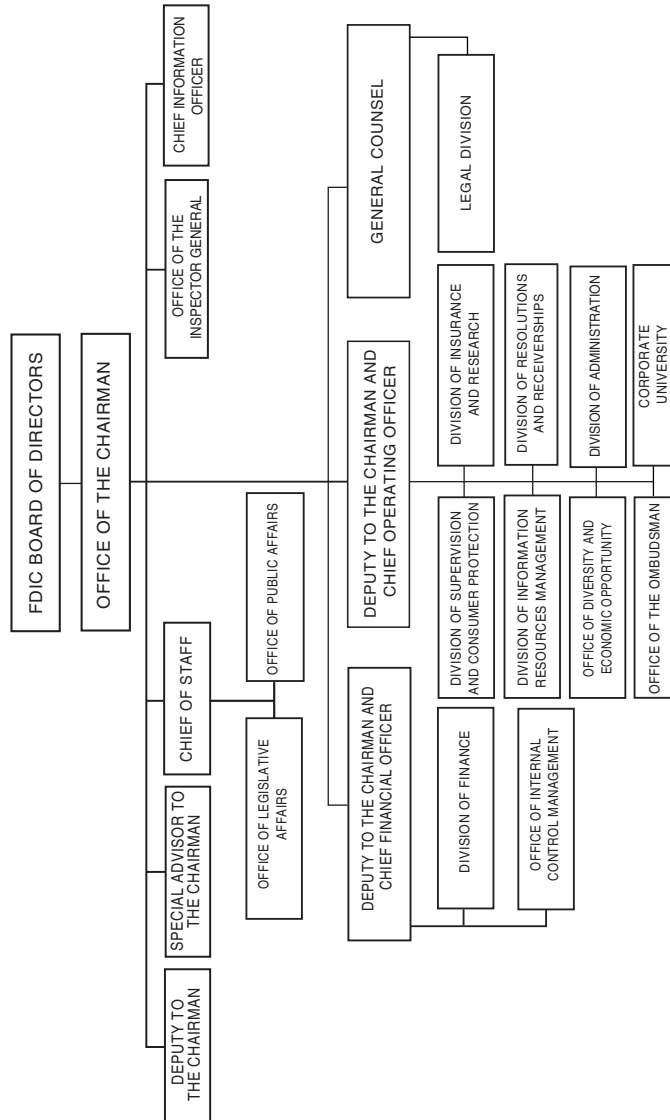 FDIC BOARD OF DIRECTORS
OFFICE OF THE CHAIRMAN
DEPUTY TO
THE CHAIRMAN
SPECIAL ADVISOR TO
THE CHAIRMAN
CHIEF OF STAFF
OFFICE OF THE
INSPECTOR GENERAL
CHIEF INFORMATION
OFFICER
OFFICE OF LEGISLATIVE
AFFAIRS
OFFICE OF PUBLIC AFFAIRS
DEPUTY TO THE CHAIRMAN AND
CHIEF FINANCIAL OFFICER
DEPUTY TO THE CHAIRMAN AND
CHIEF OPERATING OFFICER
GENERAL COUNSEL
DIVISION OF FINANCE
OFFICE OF INTERNAL
CONTROL MANAGEMENT
DIVISION OF SUPERVISION
AND CONSUMER PROTECTION
DIVISION OF INSURANCE
AND RESEARCH
DIVISION OF INFORMATION
RESOURCES MANAGEMENT
DIVISION OF RESOLUTIONS
AND RECEIVERSHIPS
OFFICE OF DIVERSITY AND
ECONOMIC OPPORTUNITY
DIVISION OF ADMINISTRATION
OFFICE OF THE OMBUDSMAN
CORPORATE
UNIVERSITY
LEGAL DIVISION